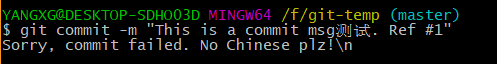 YANGXG@DESKTOP-SDHO03D MINGW64 /f/git-temp (master)
$ git commit -m "This is a commit msg测试. Ref #1"
Sorry, commit failed. No Chinese plz!\n